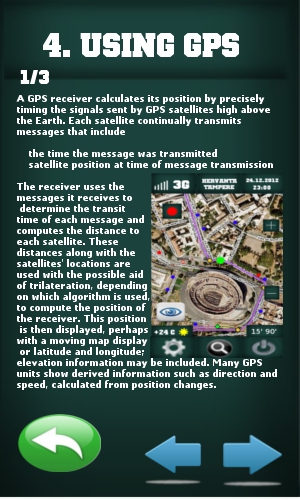 4. USING GPS
1/3
A GPS receiver calculates its position by precisely
timing the signals sent by GPS satellites high above
the Earth. Each satellite continually transmits
messages that include
the time the message was transmitted
satellite position at time of message transmission
The receiver uses the
messages it receives to
determine the transit
time of each message and
computes the distance to
each satellite. These
distances along with the
satellites' locations are
used with the possible aid
of trilateration, depending
on which algorithm is used,
to compute the position of
the receiver. This position
is then displayed, perhaps
with a moving map display
or latitude and longitude;
elevation information may be included. Many GPS
units show derived information such as direction and
speed, calculated from position changes.
3G
HERVANTA
TAMPERE
26.12.2012
23:08
location
+24 C
15° 90'